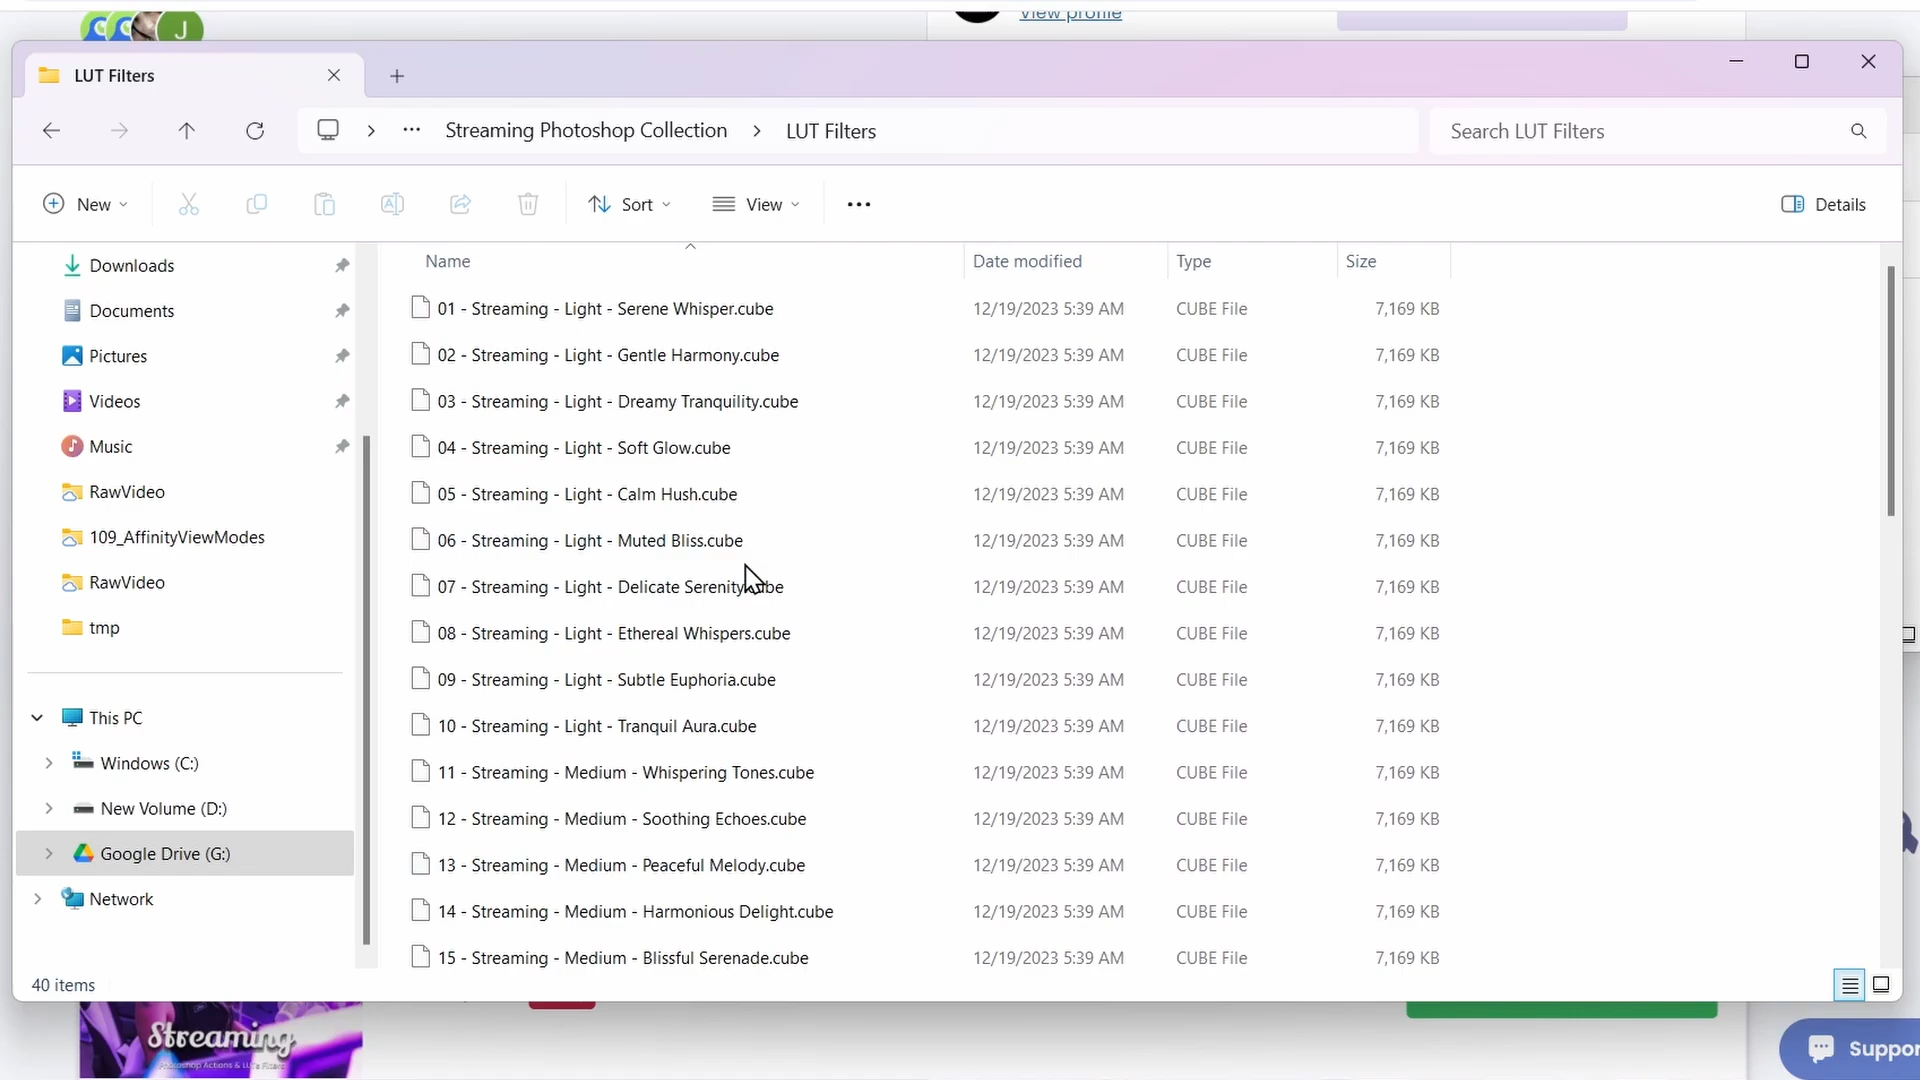 View profile
J
LUT Filters
Streaming Photoshop Collection
LUT Filters
Search LUT Filters
New
Sort
View
Details
Name
Date modified
Type
Size
Downloads
Documents
Pictures
Videos
Music
RawVideo
109_AffinityViewModes
RawVideo
tmp
This PC
Windows (C:)
New Volume (D:)
Google Drive (G:)
Network
01 - Streaming - Light - Serene Whisper.cube 12/19/2023 5:39 AM CUBE File 7,169 KB
02 - Streaming - Light - Gentle Harmony.cube 12/19/2023 5:39 AM CUBE File 7,169 KB
03 - Streaming - Light - Dreamy Tranquility.cube 12/19/2023 5:39 AM CUBE File 7,169 KB
04 - Streaming - Light - Soft Glow.cube 12/19/2023 5:39 AM CUBE File 7,169 KB
05 - Streaming - Light - Calm Hush.cube 12/19/2023 5:39 AM CUBE File 7,169 KB
06 - Streaming - Light - Muted Bliss.cube 12/19/2023 5:39 AM CUBE File 7,169 KB
07 - Streaming - Light - Delicate Serenity.cube 12/19/2023 5:39 AM CUBE File 7,169 KB
08 - Streaming - Light - Ethereal Whispers.cube 12/19/2023 5:39 AM CUBE File 7,169 KB
09 - Streaming - Light - Subtle Euphoria.cube 12/19/2023 5:39 AM CUBE File 7,169 KB
10 - Streaming - Light - Tranquil Aura.cube 12/19/2023 5:39 AM CUBE File 7,169 KB
11 - Streaming - Medium - Whispering Tones.cube 12/19/2023 5:39 AM CUBE File 7,169 KB
12 - Streaming - Medium - Soothing Echoes.cube 12/19/2023 5:39 AM CUBE File 7,169 KB
13 - Streaming - Medium - Peaceful Melody.cube 12/19/2023 5:39 AM CUBE File 7,169 KB
14 - Streaming - Medium - Harmonious Delight.cube 12/19/2023 5:39 AM CUBE File 7,169 KB
15 - Streaming - Medium - Blissful Serenade.cube 12/19/2023 5:39 AM CUBE File 7,169 KB
40 items
Streaming
Photoshop Actions & LUTs Filters
Suppor